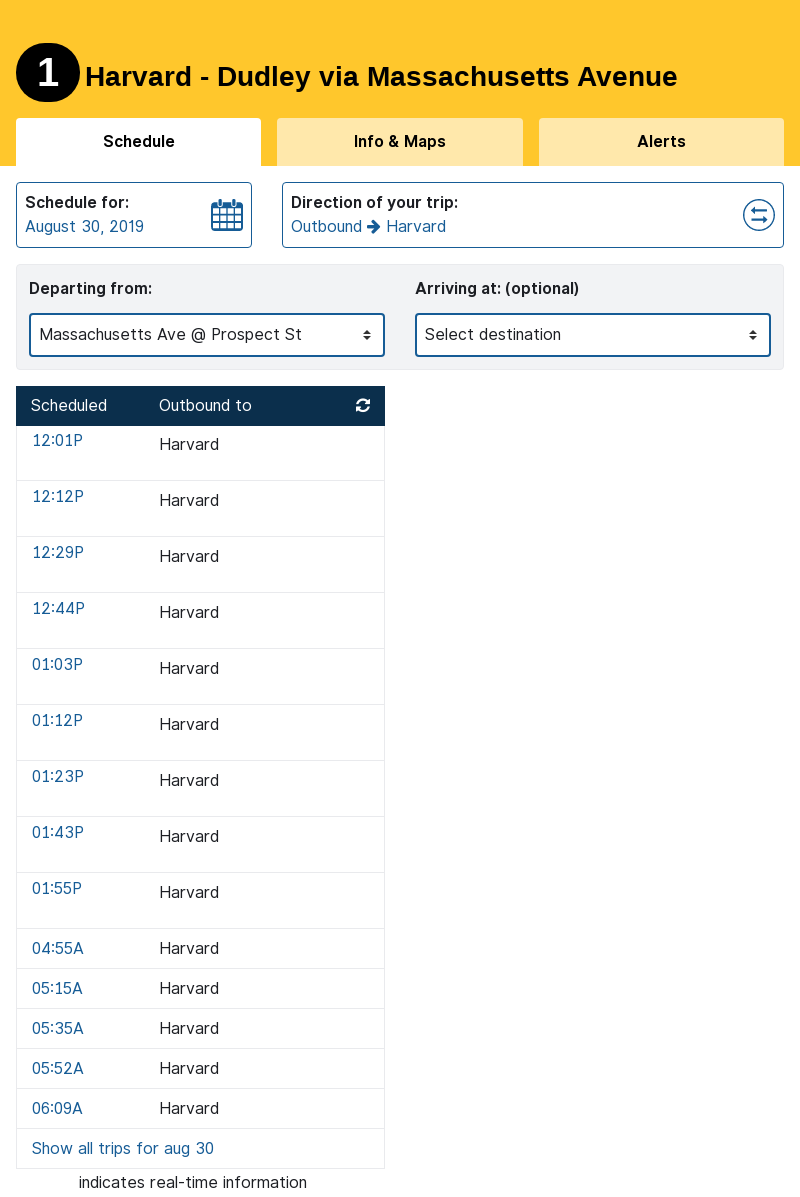 1 Harvard - Dudley via Massachusetts Avenue
Schedule Info & Maps Alerts
Schedule for:
August 30, 2019
Direction of your trip:
Outbound Harvard
Departing from:
Massachusetts Ave @ Prospect St
Arriving at: (optional)
Select destination
Scheduled Outbound to
12:01P Harvard
12:12P Harvard
12:29P Harvard
12:44P Harvard
01:03P Harvard
01:12P Harvard
01:23P Harvard
01:43P Harvard
01:55P Harvard
04:55A Harvard
05:15A Harvard
05:35A Harvard
05:52A Harvard
06:09A Harvard
Show all trips for aug 30
indicates real-time information